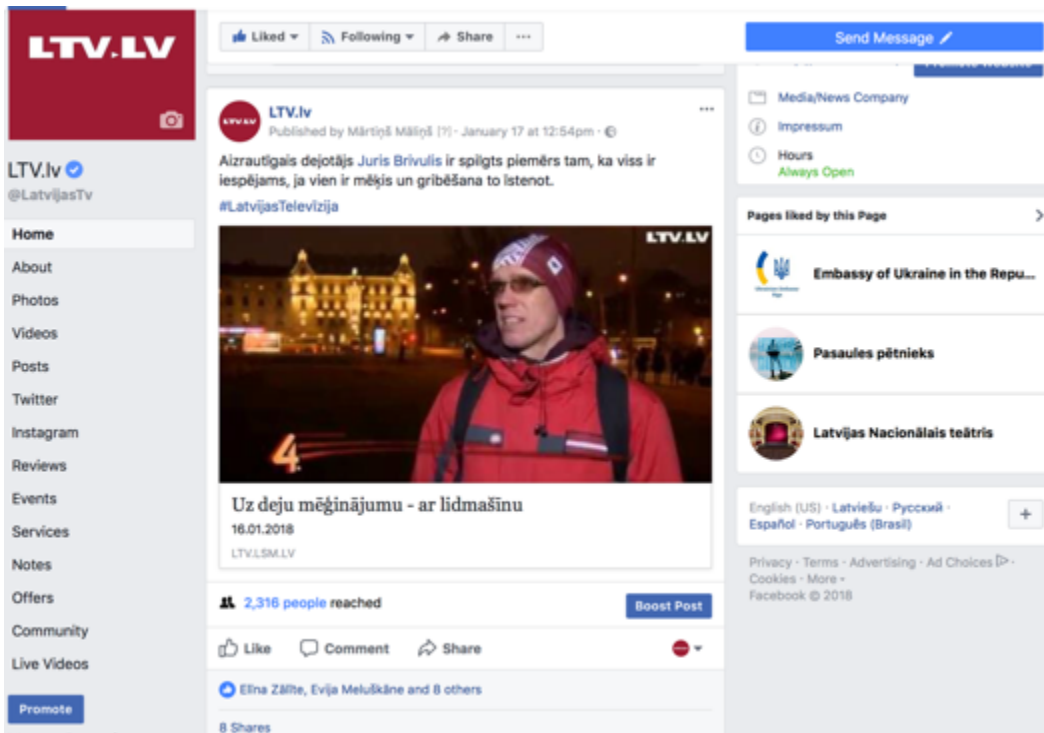 LTV.LV
Liked
Following
Share
Send Message
LTV.lv
@LatvijasTv
Home
About
Photos
Videos
Posts
Twitter
Instagram
Reviews
Events
Services
Notes
Offers
Community
Live Videos
Promote
LTV.lv
Published by Mārtiņš Māliņš [?] · January 17 at 12:54pm ·
Aizrautīgais dejotājs Juris Brivulis ir spilgts piemērs tam, ka viss ir
iespējams, ja vien ir mēķis un gribēšana to īstenot.
#LatvijasTelevīzija
LTV.LV
4
Uz deju mēģinājumu - ar lidmašīnu
16.01.2018
LTV.LSM.LV
2,316 people reached
Boost Post
Like Comment Share
Elīna Zālīte, Evija Meluškāne and 8 others
8 Shares
Promote Website
Media/News Company
Impressum
Hours
Always Open
Pages liked by this Page
Embassy of Ukraine in the Repu...
Pasaules pētnieks
Latvijas Nacionālais teātris
English (US) · Latviešu · Русский ·
Español · Português (Brasil)
Privacy · Terms · Advertising · Ad Choices ·
Cookies · More
Facebook © 2018